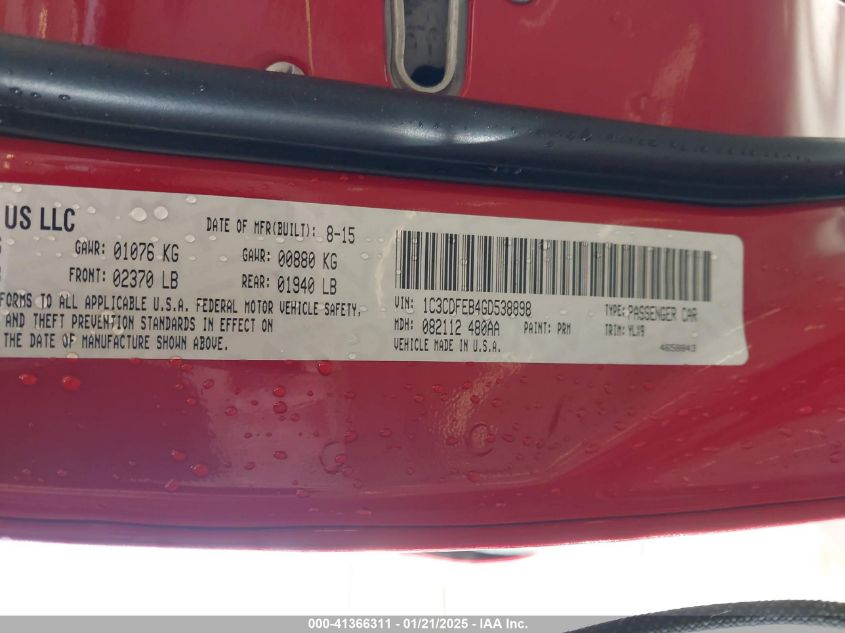 US LLC
DATE OF MFR(BUILT): 8-15
GAWR: 01076 KG GAWR: 00880 KG
FRONT: 02370 LB REAR: 01940 LB
FORMS TO ALL APPLICABLE U.S.A. FEDERAL MOTOR VEHICLE SAFETY,
AND THEFT PREVENTION STANDARDS IN EFFECT ON
THE DATE OF MANUFACTURE SHOWN ABOVE.
VIN: 1C3CDFEB4GD538898 TYPE: PASSENGER CAR
MDH: 082112 480AA PAINT: PRM TRIM: YLX9
VEHICLE MADE IN U.S.A.
000-41366311 / 01/21/2025 - IAA Inc.